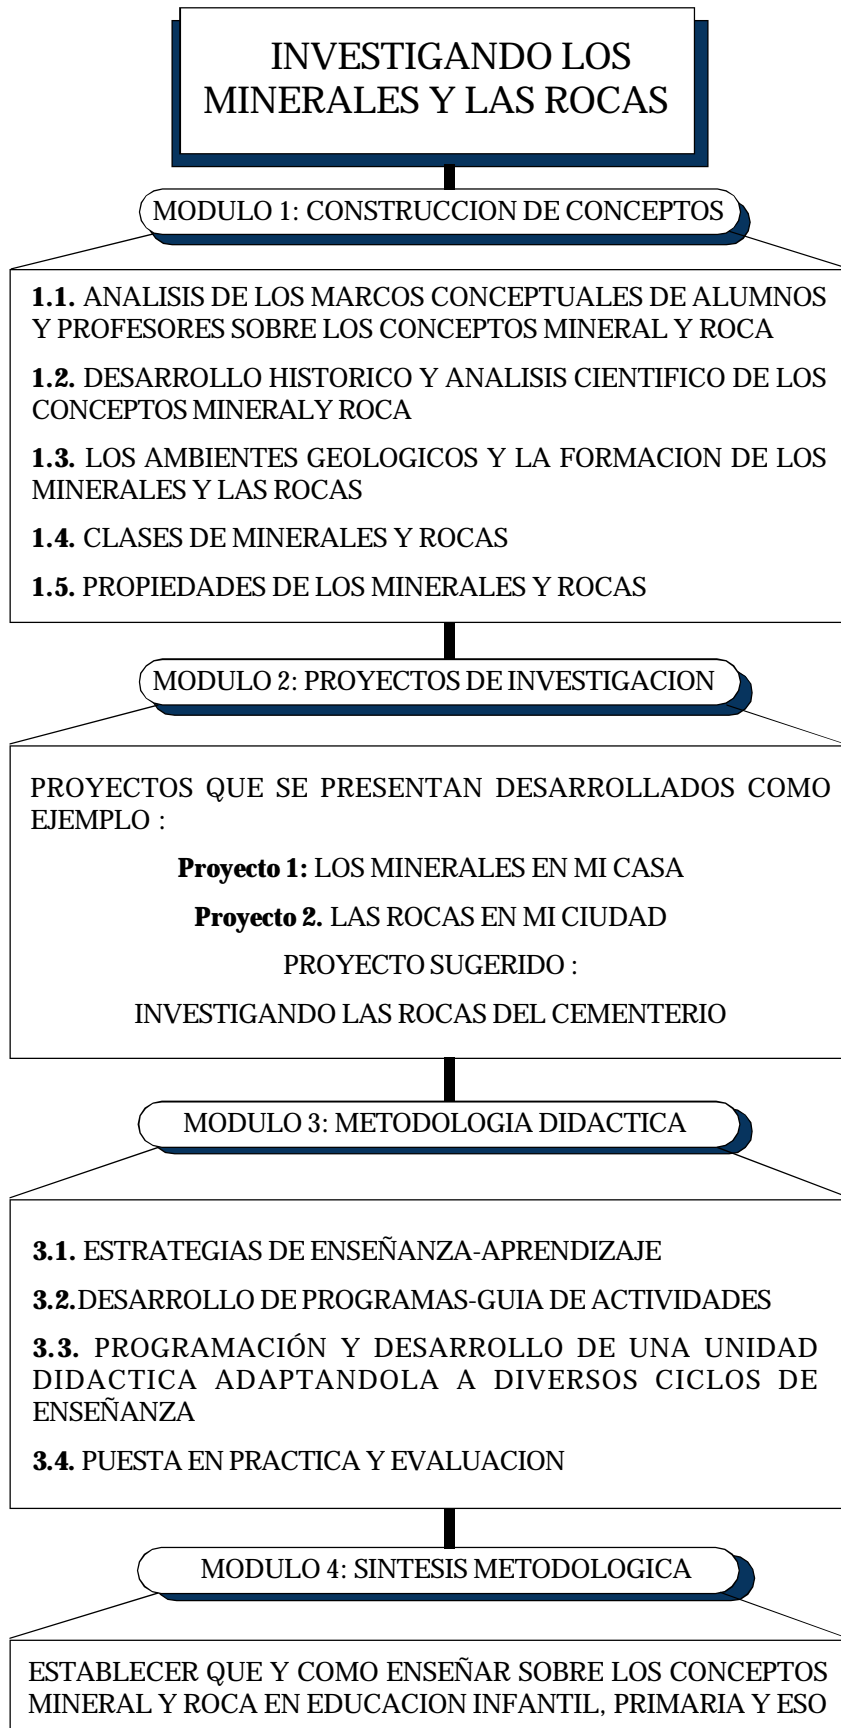 INVESTIGANDO LOS
MINERALES Y LAS ROCAS
MODULO 1: CONSTRUCCION DE CONCEPTOS
1.1. ANALISIS DE LOS MARCOS CONCEPTUALES DE ALUMNOS
Y PROFESORES SOBRE LOS CONCEPTOS MINERAL Y ROCA
1.2. DESARROLLO HISTORICO Y ANALISIS CIENTIFICO DE LOS
CONCEPTOS MINERALY ROCA
1.3. LOS AMBIENTES GEOLOGICOS Y LA FORMACION DE LOS
MINERALES Y LAS ROCAS
1.4. CLASES DE MINERALES Y ROCAS
1.5. PROPIEDADES DE LOS MINERALES Y ROCAS
MODULO 2: PROYECTOS DE INVESTIGACION
PROYECTOS QUE SE PRESENTAN DESARROLLADOS COMO
EJEMPLO :
Proyecto 1: LOS MINERALES EN MI CASA
Proyecto 2. LAS ROCAS EN MI CIUDAD
PROYECTO SUGERIDO :
INVESTIGANDO LAS ROCAS DEL CEMENTERIO
MODULO 3: METODOLOGIA DIDACTICA
3.1. ESTRATEGIAS DE ENSEÑANZA-APRENDIZAJE
3.2.DESARROLLO DE PROGRAMAS-GUIA DE ACTIVIDADES
3.3. PROGRAMACIÓN Y DESARROLLO DE UNA UNIDAD
DIDACTICA ADAPTANDOLA A DIVERSOS CICLOS DE
ENSEÑANZA
3.4. PUESTA EN PRACTICA Y EVALUACION
MODULO 4: SINTESIS METODOLOGICA
ESTABLECER QUE Y COMO ENSEÑAR SOBRE LOS CONCEPTOS
MINERAL Y ROCA EN EDUCACION INFANTIL, PRIMARIA Y ESO